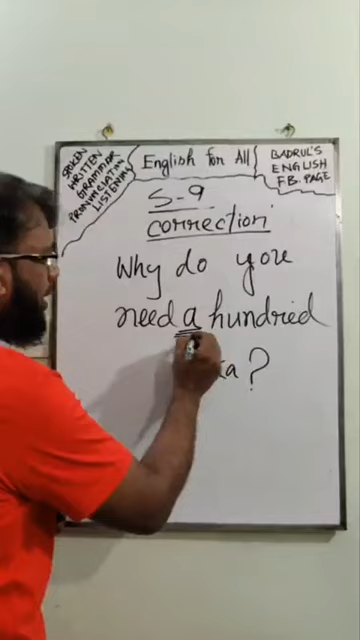 SPOKEN
WRITTEN
GRAMMAR
PRONUNCIATION
LISTENING
English for All
BADRUL'S
ENGLISH
F.B. PAGE
S-9
correction
Why do you
need a hundred
?